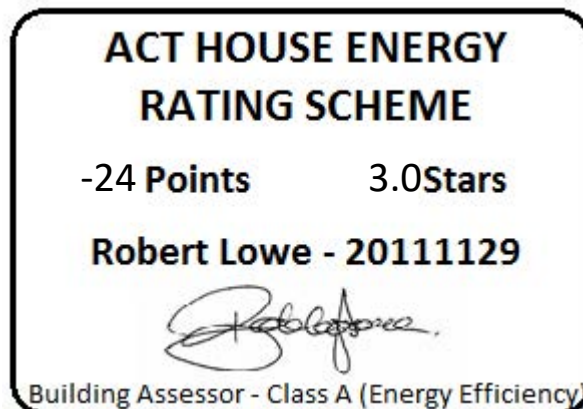 ACT HOUSE ENERGY
RATING SCHEME
-24 Points 3.0Stars
Robert Lowe - 20111129
Building Assessor - Class A (Energy Efficiency)